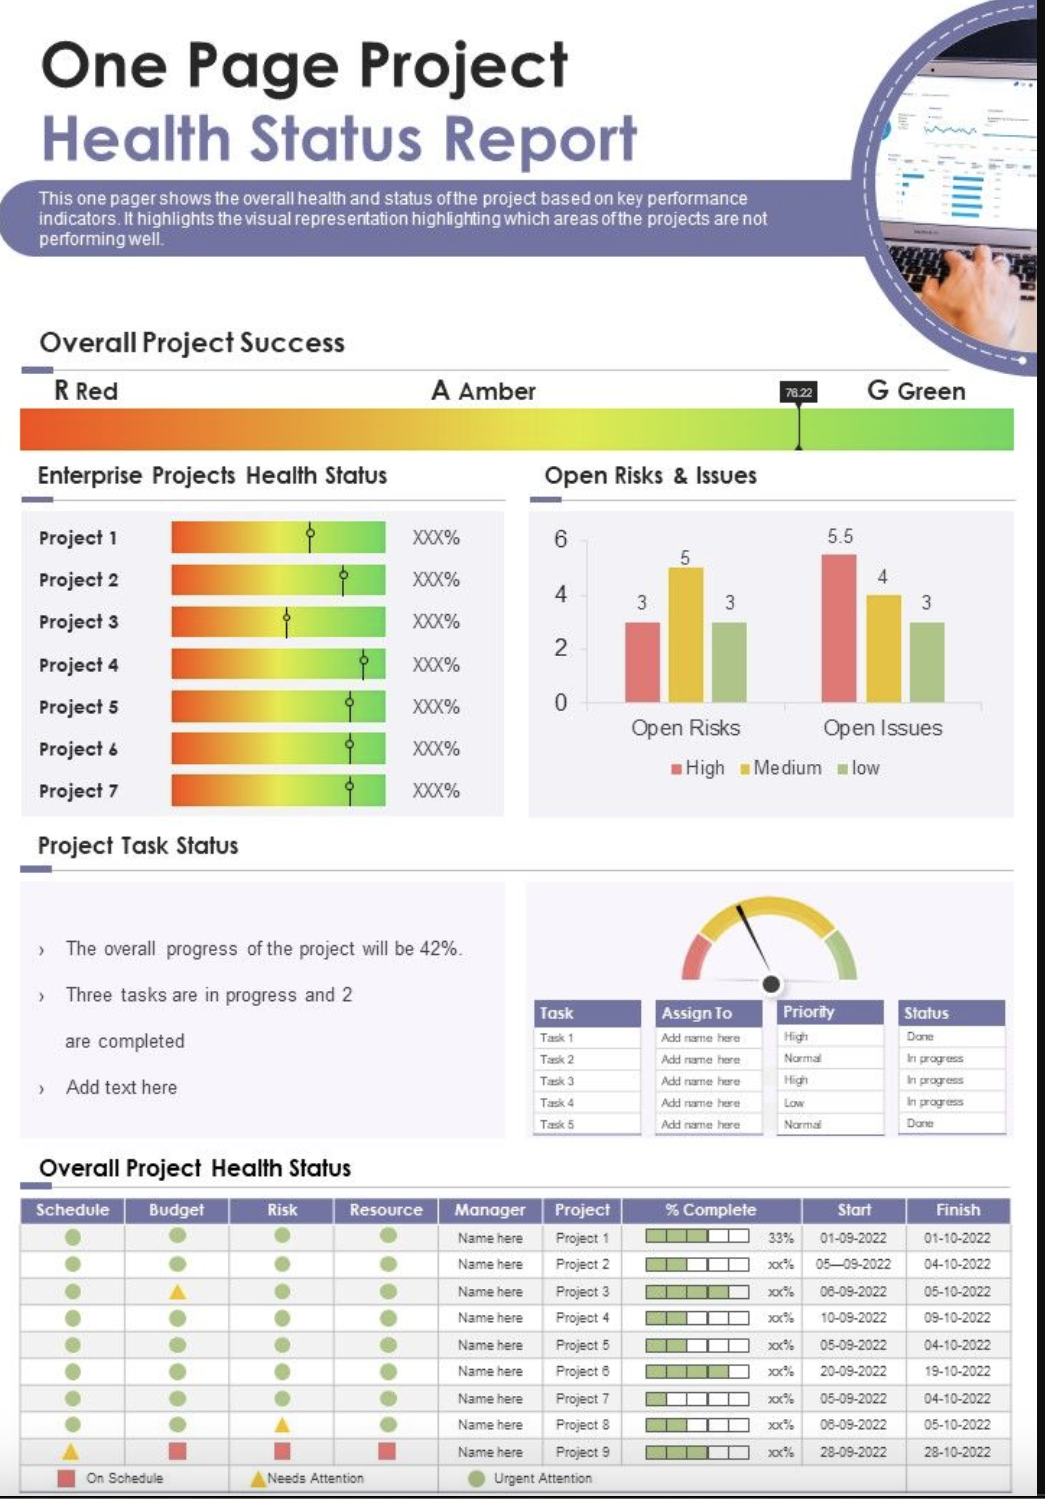 One Page Project
Health Status Report
This one pager shows the overall health and status of the project based on key performance
indicators. It highlights the visual representation highlighting which areas of the projects are not
performing well.
Overall Project Success
R Red A Amber 76.22 G Green
Enterprise Projects Health Status
Project 1 XXX%
Project 2 XXX%
Project 3 XXX%
Project 4 XXX%
Project 5 XXX%
Project 6 XXX%
Project 7 XXX%
Open Risks & Issues
6
4
2
0
3 5 3 5.5 4 3
Open Risks Open Issues
High Medium low
Project Task Status
› The overall progress of the project will be 42%.
› Three tasks are in progress and 2
are completed
› Add text here
Task Assign To Priority Status
Task 1 Add name here High Done
Task 2 Add name here Normal In progress
Task 3 Add name here High In progress
Task 4 Add name here Low In progress
Task 5 Add name here Normal Done
Overall Project Health Status
Schedule Budget Risk Resource Manager Project % Complete Start Finish
Name here Project 1 33% 01-09-2022 01-10-2022
Name here Project 2 xx% 05—09-2022 04-10-2022
Name here Project 3 xx% 06-09-2022 05-10-2022
Name here Project 4 xx% 10-09-2022 09-10-2022
Name here Project 5 xx% 05-09-2022 04-10-2022
Name here Project 6 xx% 20-09-2022 19-10-2022
Name here Project 7 xx% 05-09-2022 04-10-2022
Name here Project 8 xx% 06-09-2022 05-10-2022
Name here Project 9 xx% 28-09-2022 28-10-2022
On Schedule Needs Attention Urgent Attention